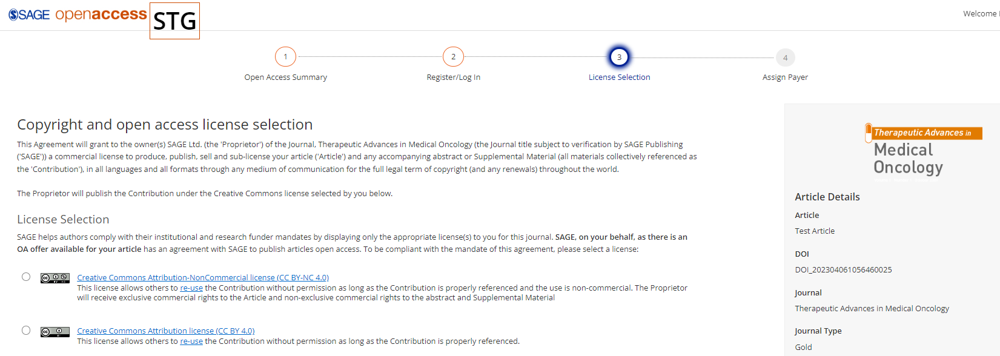 SAGE openaccess STG
Welcome
1
2
3
4
Open Access Summary
Register/Log In
License Selection
Assign Payer
Copyright and open access license selection
This Agreement will grant to the owner(s) SAGE Ltd. (the 'Proprietor') of the Journal, Therapeutic Advances in Medical Oncology (the Journal title subject to verification by SAGE Publishing
('SAGE')) a commercial license to produce, publish, sell and sub-license your article ('Article') and any accompanying abstract or Supplemental Material (all materials collectively referenced as
the 'Contribution'), in all languages and all formats through any medium of communication for the full legal term of copyright (and any renewals) throughout the world.
The Proprietor will publish the Contribution under the Creative Commons license selected by you below.
License Selection
SAGE helps authors comply with their institutional and research funder mandates by displaying only the appropriate license(s) to you for this journal. SAGE, on your behalf, as there is an
OA offer available for your article has an agreement with SAGE to publish articles open access. To be compliant with the mandate of this agreement, please select a license:
cc BY NC
Creative Commons Attribution-NonCommercial license (CC BY-NC 4.0)
This license allows others to re-use the Contribution without permission as long as the Contribution is properly referenced and the use is non-commercial. The Proprietor
will receive exclusive commercial rights to the Article and non-exclusive commercial rights to the abstract and Supplemental Material
cc BY
Creative Commons Attribution license (CC BY 4.0)
This license allows others to re-use the Contribution without permission as long as the Contribution is properly referenced.
Therapeutic Advances in
Medical
Oncology
Article Details
Article
Test Article
DOI
DOI_202304061056460025
Journal
Therapeutic Advances in Medical Oncology
Journal Type
Gold